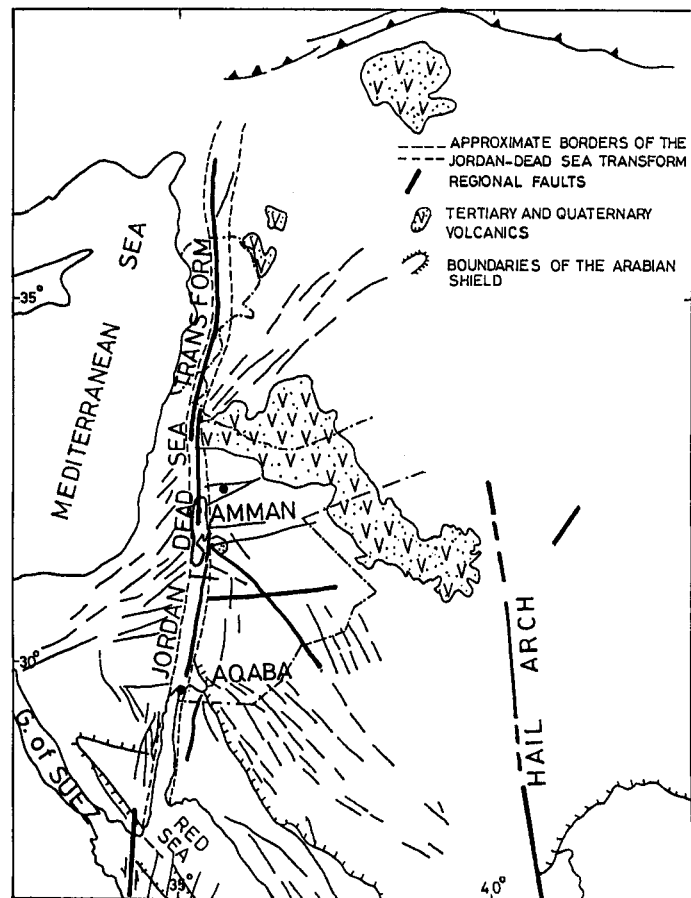 APPROXIMATE BORDERS OF THE
JORDAN-DEAD SEA TRANSFORM
REGIONAL FAULTS
TERTIARY AND QUATERNARY
VOLCANICS
BOUNDARIES OF THE ARABIAN
SHIELD
MEDITERRANEAN SEA
35°
JORDAN DEAD SEA TRANSFORM
AMMAN
30°
AQABA
HAIL ARCH
G. of SUEZ
RED
SEA
35°
40°